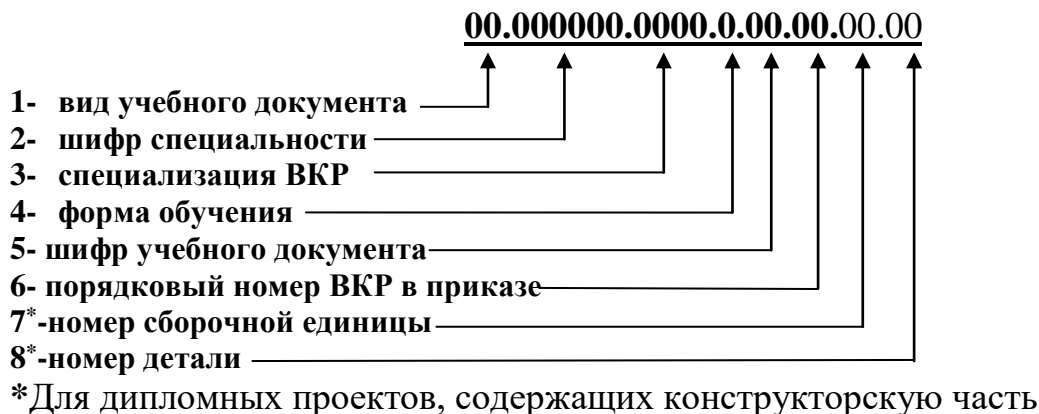 00.000000.0000.0.00.00.00.00
1- вид учебного документа
2- шифр специальности
3- специализация ВКР
4- форма обучения
5- шифр учебного документа
6- порядковый номер ВКР в приказе
7*-номер сборочной единицы
8*-номер детали
*Для дипломных проектов, содержащих конструкторскую часть